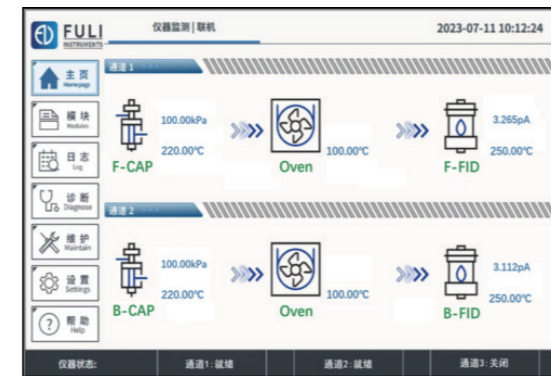 FULI
INSTRUMENTS
仪器监测 | 联机
2023-07-11 10:12:24
主页
Homepage
模块
Modules
日志
Log
诊断
Diagnose
维护
Maintain
设置
Settings
帮助
Help
通道1
100.00kPa
220.00℃
F-CAP
100.00℃
Oven
3.265pA
250.00℃
F-FID
通道2
100.00kPa
220.00℃
B-CAP
100.00℃
Oven
3.112pA
250.00℃
B-FID
仪器状态:
通道1: 就绪
通道2: 就绪
通道3: 关闭